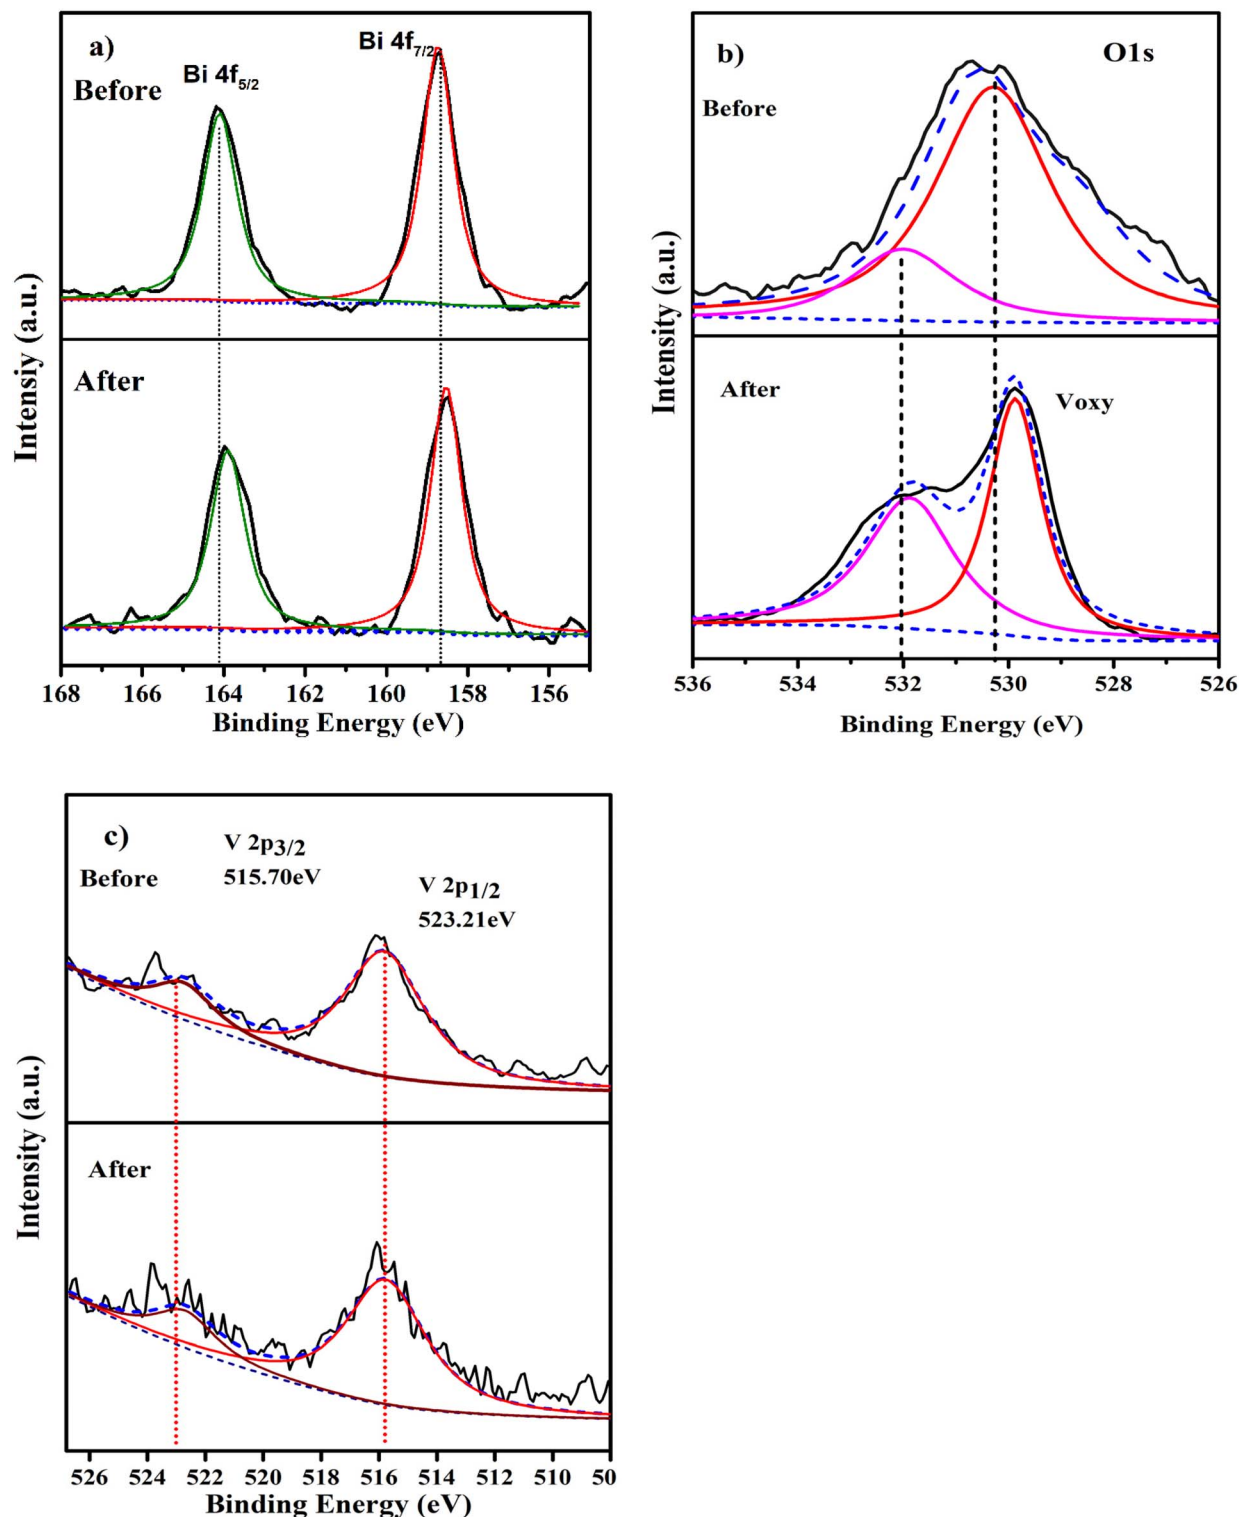 a)
Bi 4f7/2
Bi 4f5/2
Before
After
Intensiy (a.u.)
168 166 164 162 160 158 156
Binding Energy (eV)
b)
O1s
Before
After
Voxy
Intensity (a.u.)
536 534 532 530 528 526
Binding Energy (eV)
c)
V 2p3/2
515.70eV
Before
V 2p1/2
523.21eV
After
Intensity (a.u.)
526 524 522 520 518 516 514 512 510 50
Binding Energy (eV)